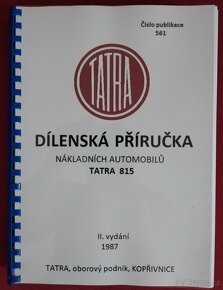 Číslo publikace
561
TATRA
DÍLENSKÁ PŘÍRUČKA
NÁKLADNÍCH AUTOMOBILŮ
TATRA 815
II. vydání
1987
TATRA, oborový podnik, KOPŘIVNICE